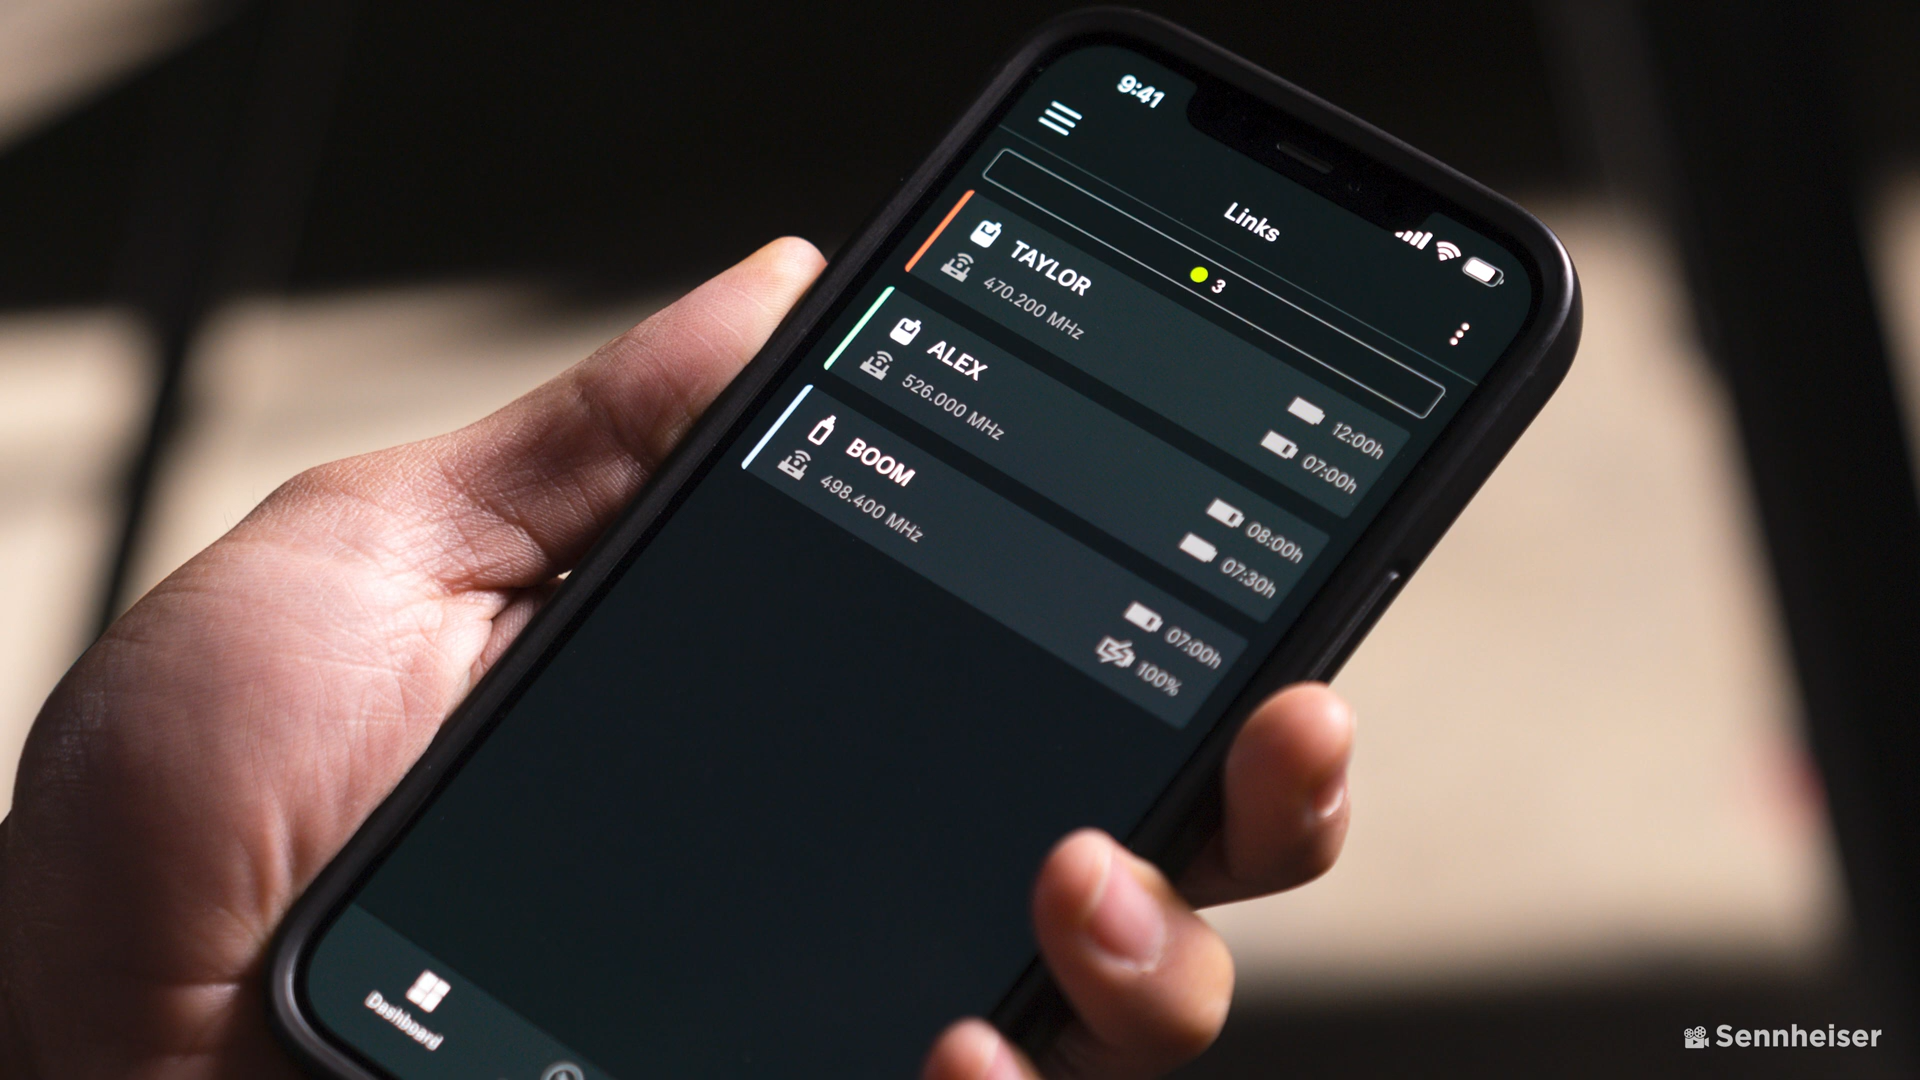 9:41
Links
3
TAYLOR
470.200 MHz
12:00h
07:00h
ALEX
526.000 MHz
08:00h
07:30h
BOOM
498.400 MHz
07:00h
100%
Dashboard
Sennheiser